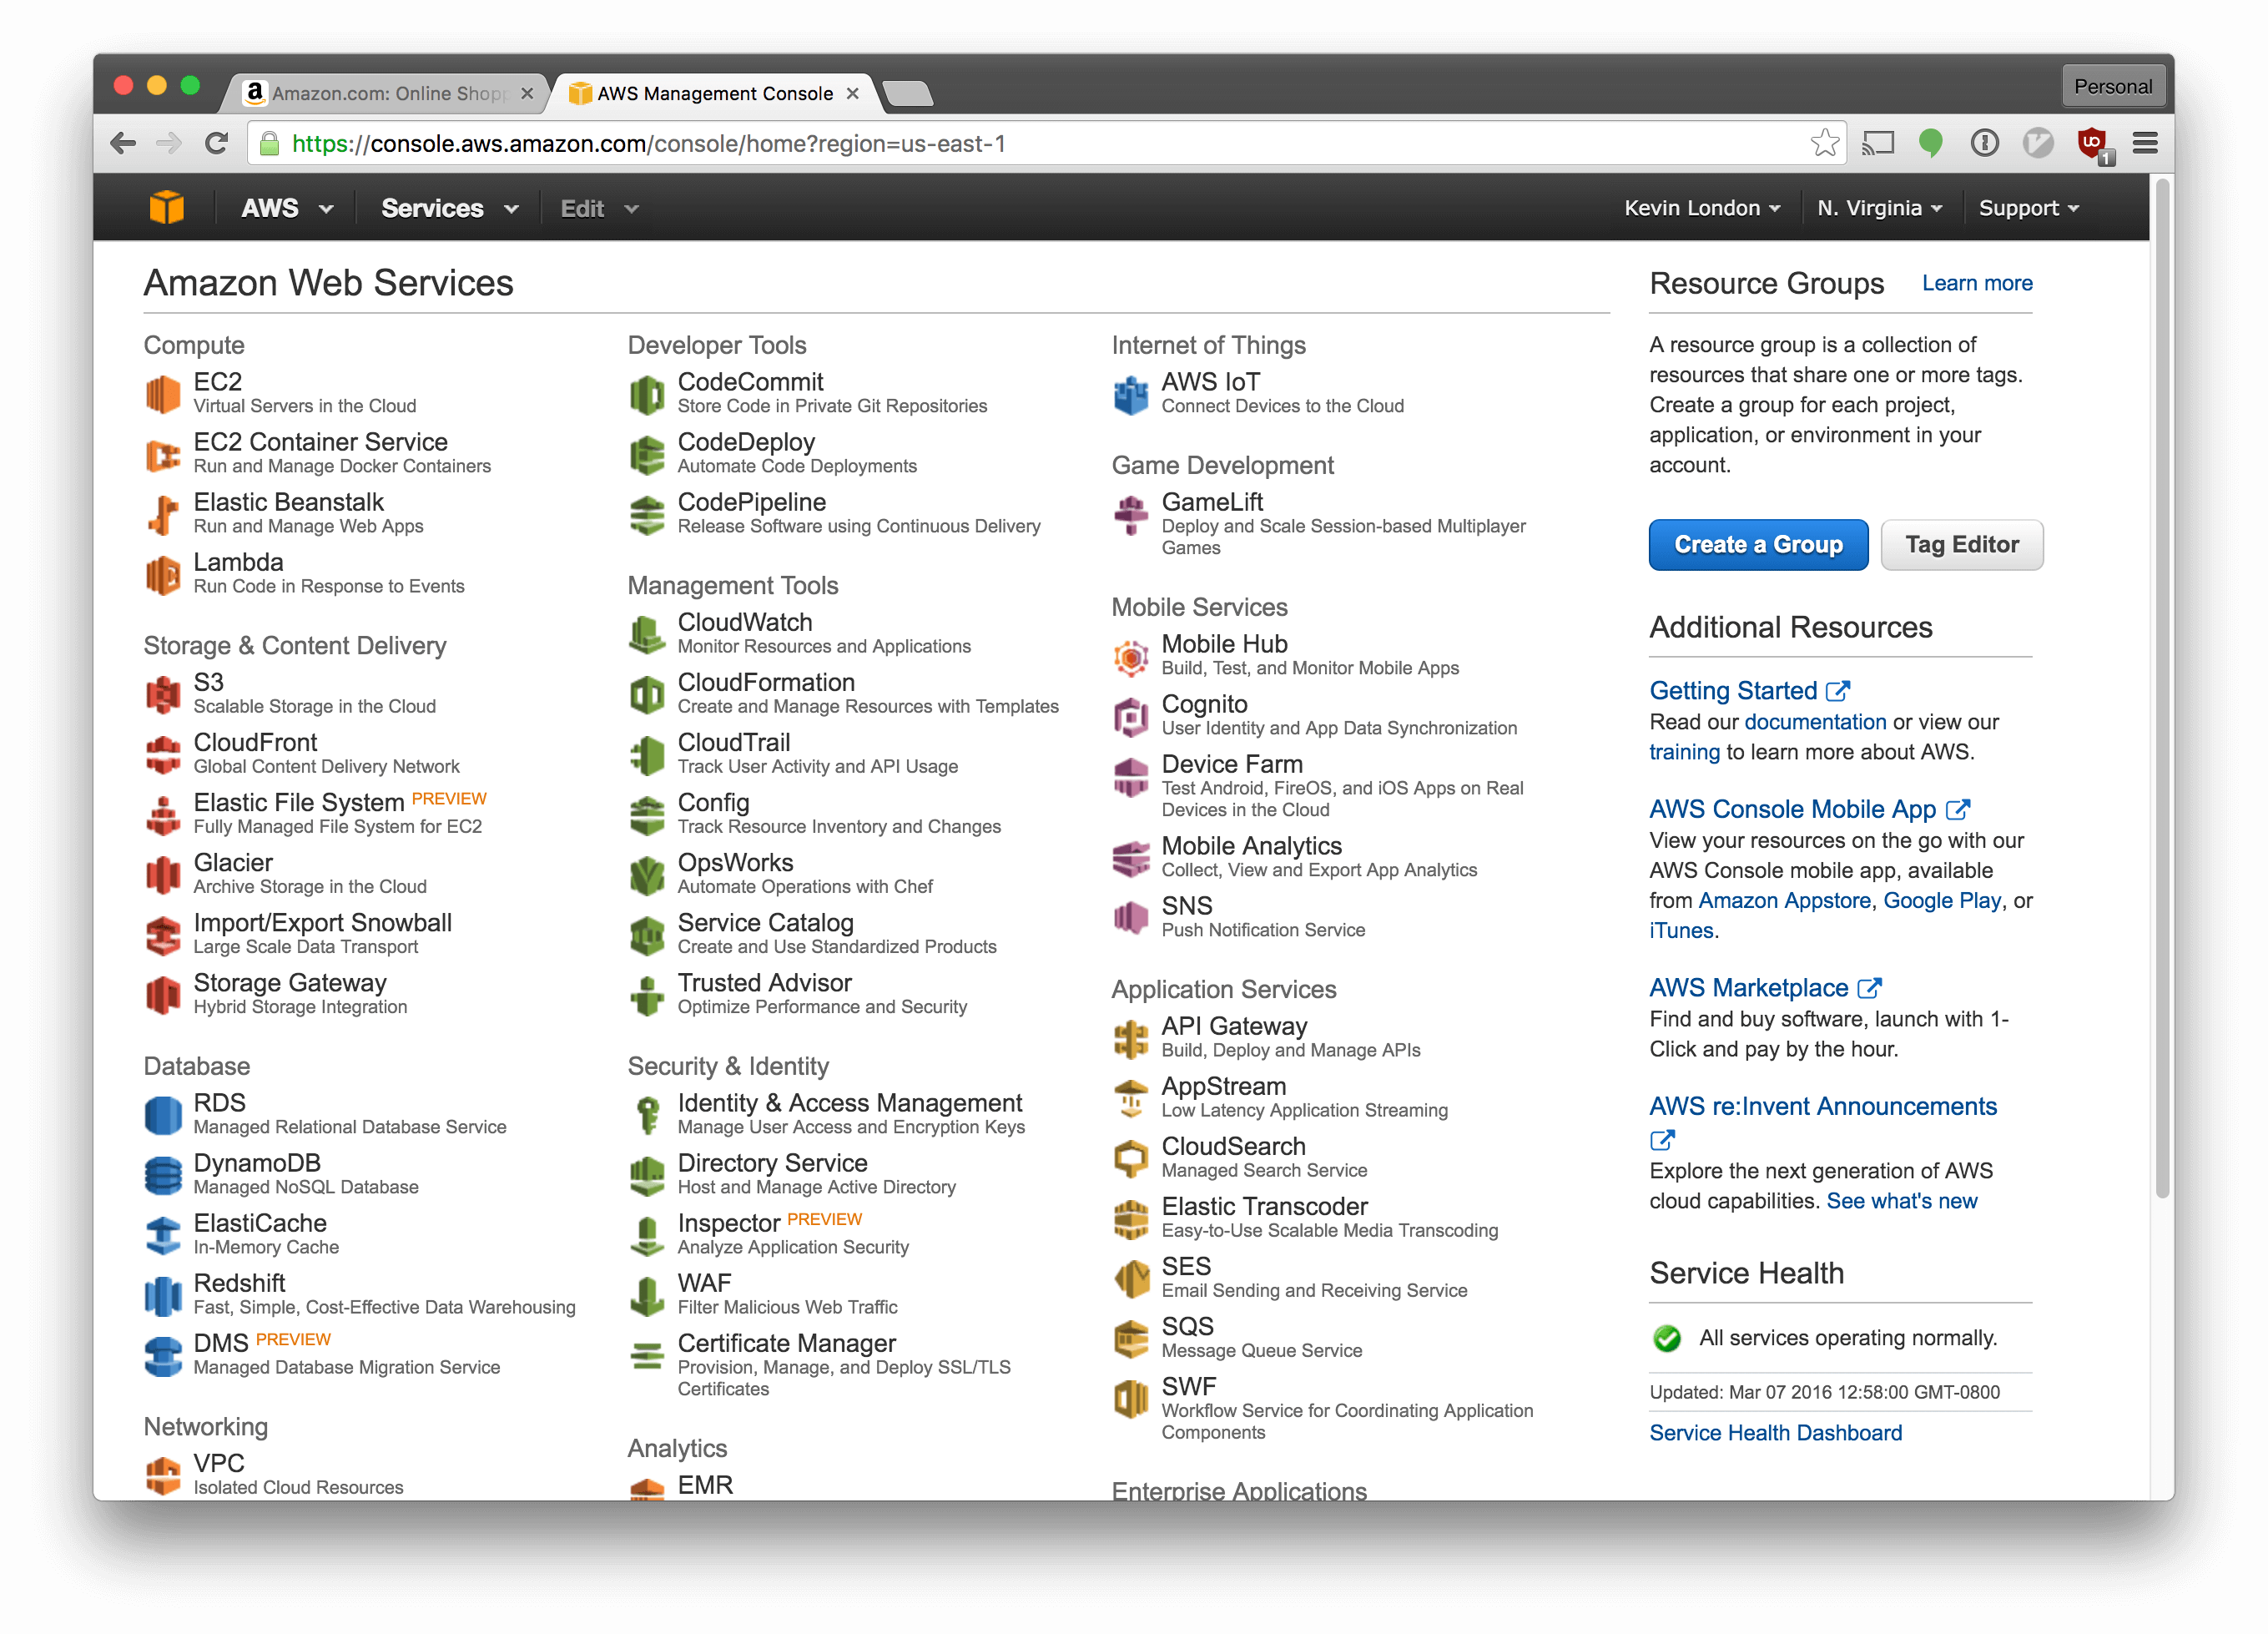 Amazon.com: Online Shopp
AWS Management Console
Personal
https://console.aws.amazon.com/console/home?region=us-east-1
1
AWS
Services
Edit
Kevin London
N. Virginia
Support
Amazon Web Services
Compute
EC2
Virtual Servers in the Cloud
EC2 Container Service
Run and Manage Docker Containers
Elastic Beanstalk
Run and Manage Web Apps
Lambda
Run Code in Response to Events
Storage & Content Delivery
S3
Scalable Storage in the Cloud
CloudFront
Global Content Delivery Network
Elastic File System PREVIEW
Fully Managed File System for EC2
Glacier
Archive Storage in the Cloud
Import/Export Snowball
Large Scale Data Transport
Storage Gateway
Hybrid Storage Integration
Database
RDS
Managed Relational Database Service
DynamoDB
Managed NoSQL Database
ElastiCache
In-Memory Cache
Redshift
Fast, Simple, Cost-Effective Data Warehousing
DMS PREVIEW
Managed Database Migration Service
Networking
VPC
Isolated Cloud Resources
Developer Tools
CodeCommit
Store Code in Private Git Repositories
CodeDeploy
Automate Code Deployments
CodePipeline
Release Software using Continuous Delivery
Management Tools
CloudWatch
Monitor Resources and Applications
CloudFormation
Create and Manage Resources with Templates
CloudTrail
Track User Activity and API Usage
Config
Track Resource Inventory and Changes
OpsWorks
Automate Operations with Chef
Service Catalog
Create and Use Standardized Products
Trusted Advisor
Optimize Performance and Security
Security & Identity
Identity & Access Management
Manage User Access and Encryption Keys
Directory Service
Host and Manage Active Directory
Inspector PREVIEW
Analyze Application Security
WAF
Filter Malicious Web Traffic
Certificate Manager
Provision, Manage, and Deploy SSL/TLS
Certificates
Analytics
EMR
Internet of Things
AWS IoT
Connect Devices to the Cloud
Game Development
GameLift
Deploy and Scale Session-based Multiplayer
Games
Mobile Services
Mobile Hub
Build, Test, and Monitor Mobile Apps
Cognito
User Identity and App Data Synchronization
Device Farm
Test Android, FireOS, and iOS Apps on Real
Devices in the Cloud
Mobile Analytics
Collect, View and Export App Analytics
SNS
Push Notification Service
Application Services
API Gateway
Build, Deploy and Manage APIs
AppStream
Low Latency Application Streaming
CloudSearch
Managed Search Service
Elastic Transcoder
Easy-to-Use Scalable Media Transcoding
SES
Email Sending and Receiving Service
SQS
Message Queue Service
SWF
Workflow Service for Coordinating Application
Components
Enterprise Applications
Resource Groups
Learn more
A resource group is a collection of
resources that share one or more tags.
Create a group for each project,
application, or environment in your
account.
Create a Group
Tag Editor
Additional Resources
Getting Started
Read our documentation or view our
training to learn more about AWS.
AWS Console Mobile App
View your resources on the go with our
AWS Console mobile app, available
from Amazon Appstore, Google Play, or
iTunes.
AWS Marketplace
Find and buy software, launch with 1-
Click and pay by the hour.
AWS re:Invent Announcements
Explore the next generation of AWS
cloud capabilities. See what's new
Service Health
All services operating normally.
Updated: Mar 07 2016 12:58:00 GMT-0800
Service Health Dashboard